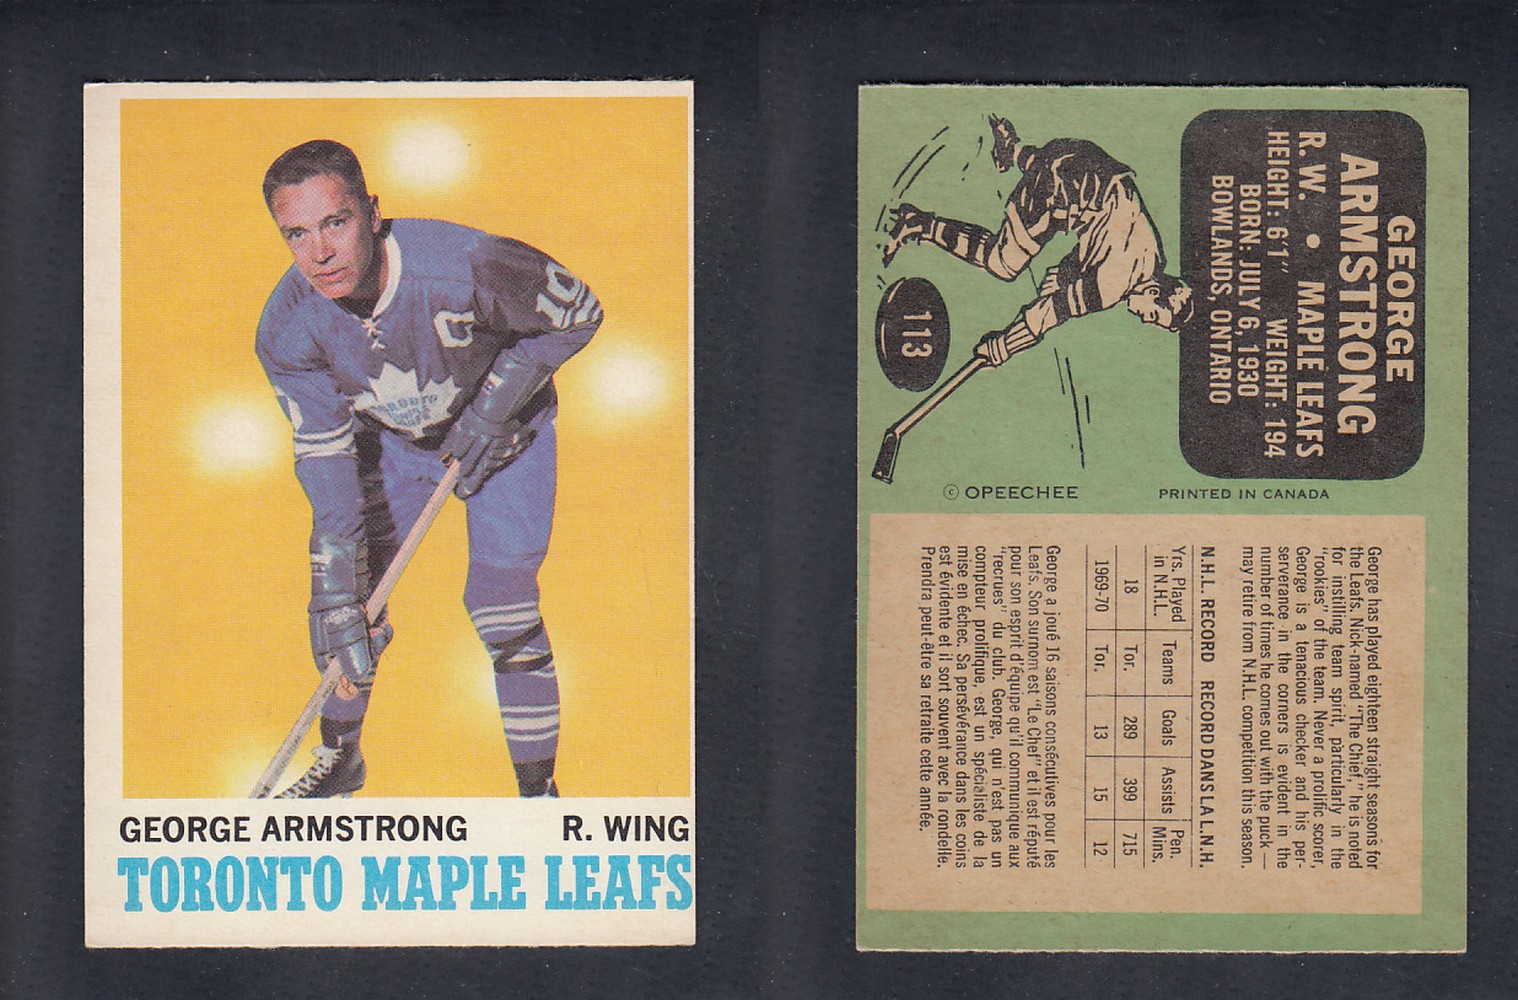 10
C
TORONTO
MAPLE
LEAFS
GEORGE ARMSTRONG R. WING
TORONTO MAPLE LEAFS
GEORGE
ARMSTRONG
R. W. • MAPLE LEAFS
HEIGHT: 6'1" WEIGHT: 194
BORN: JULY 6, 1930
BOWLANDS, ONTARIO
113
© OPEECHEE PRINTED IN CANADA
George has played eighteen straight seasons for
the Leafs. Nick-named "The Chief," he is noted
for instilling team spirit, particularly in the
"rookies" of the team. Never a prolific scorer,
George is a tenacious checker and his per-
serverance in the corners is evident in the
number of times he comes out with the puck —
may retire from N.H.L. competition this season.
N.H.L. RECORD RECORD DANS LA L.N.H.
Yrs. Played in N.H.L. Teams Goals Assists Pen. Mins.
18 Tor. 289 399 715
1969-70 Tor. 13 15 12
George a joué 16 saisons consécutives pour les
Leafs. Son surnom est "Le Chef" et il est réputé
pour son esprit d'équipe qu'il communique aux
"recrues" du club. George, qui n'est pas un
compteur prolifique, est un spécialiste de la
mise en échec. Sa persévérance dans les coins
est évidente et il sort souvent avec la rondelle.
Prendra peut-être sa retraite cette année.